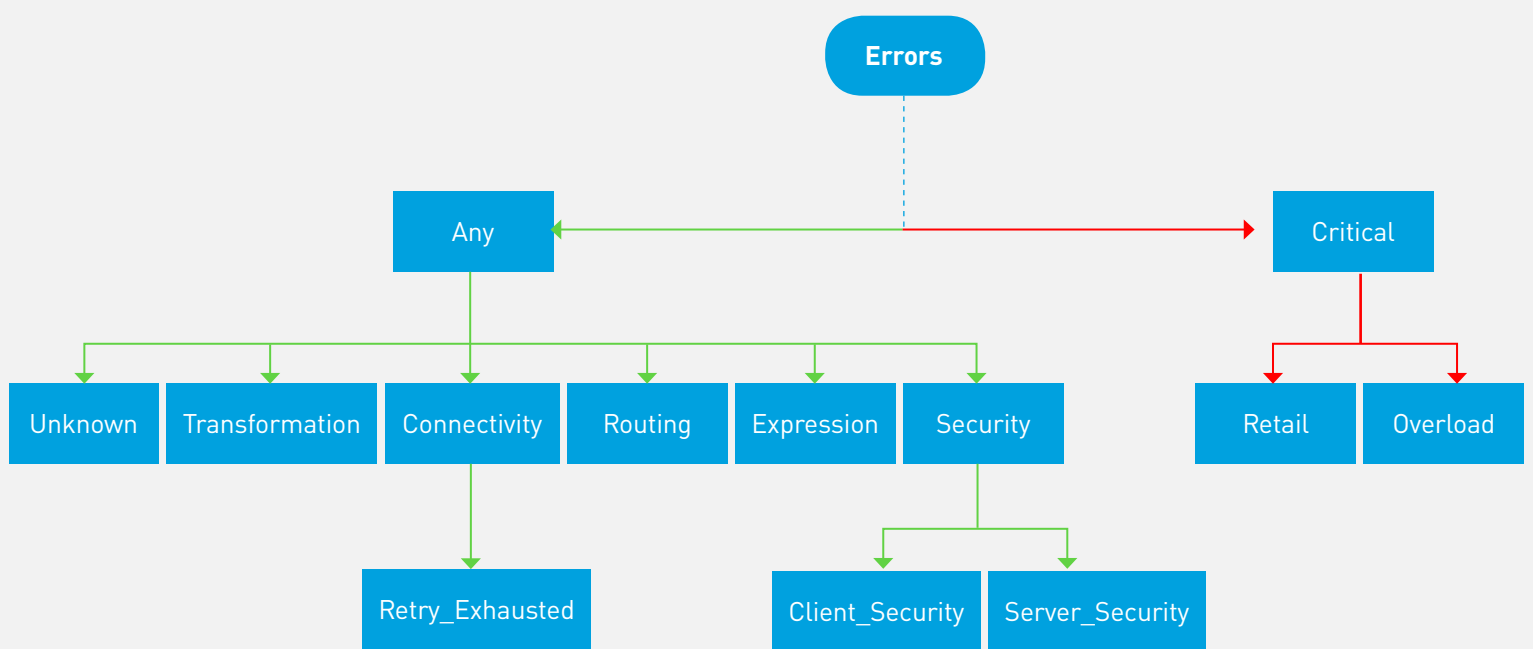 Errors
Any
Critical
Unknown
Transformation
Connectivity
Routing
Expression
Security
Retail
Overload
Retry_Exhausted
Client_Security
Server_Security